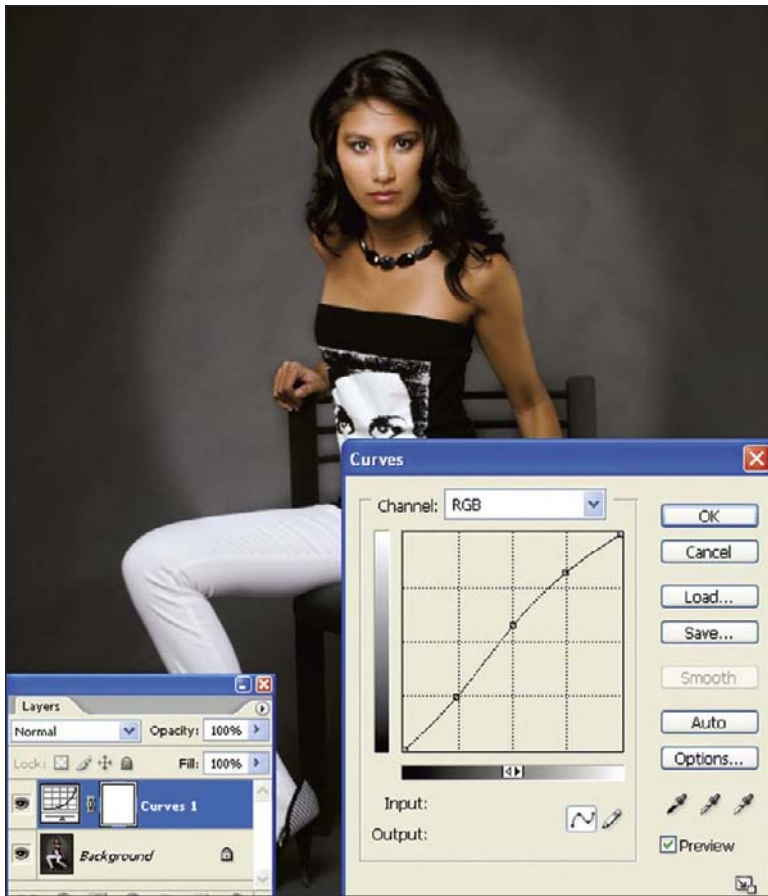 Curves
Channel: RGB
OK
Cancel
Load...
Save...
Smooth
Auto
Options...
Input:
Output:
Preview
Layers
Normal
Opacity: 100%
Lock:
Fill: 100%
Curves 1
Background